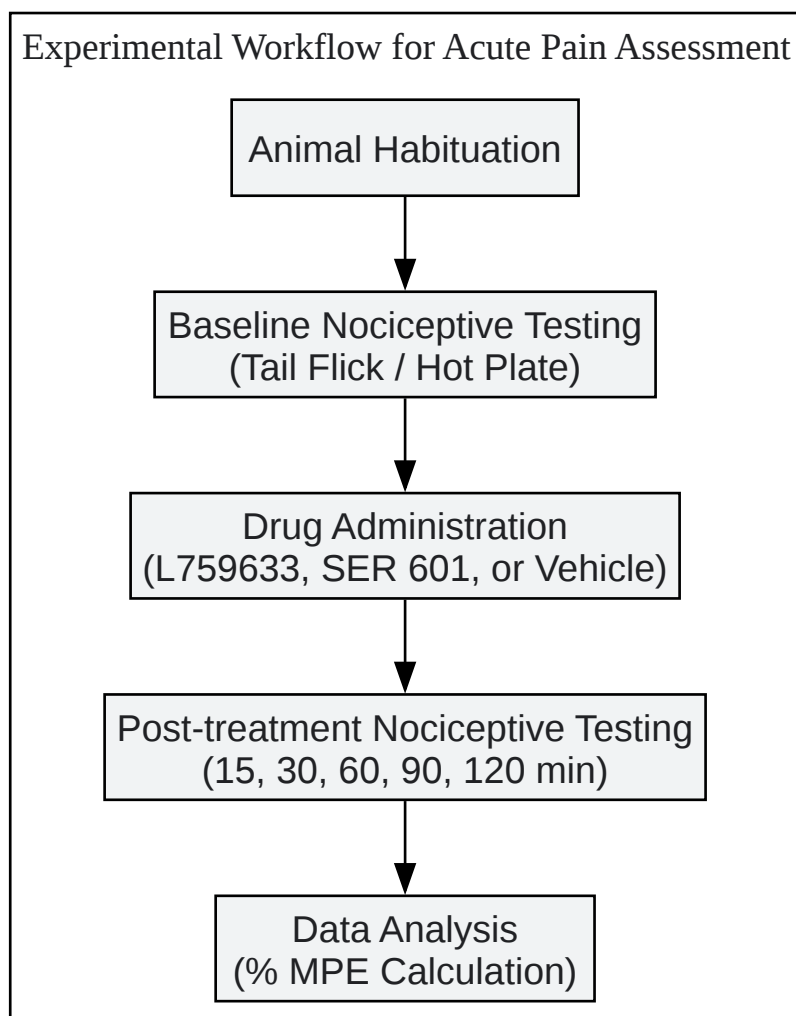 Experimental Workflow for Acute Pain Assessment
Animal Habituation
Baseline Nociceptive Testing
(Tail Flick / Hot Plate)
Drug Administration
(L759633, SER 601, or Vehicle)
Post-treatment Nociceptive Testing
(15, 30, 60, 90, 120 min)
Data Analysis
(% MPE Calculation)